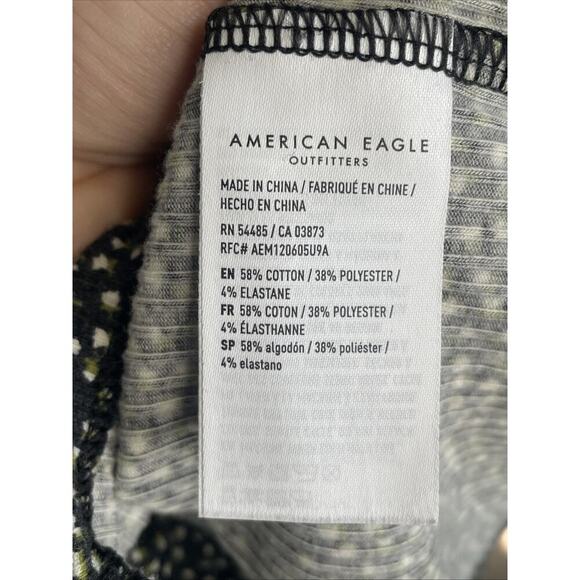 AMERICAN EAGLE
OUTFITTERS
MADE IN CHINA / FABRIQUÉ EN CHINE /
HECHO EN CHINA
RN 54485 / CA 03873
RFC# AEM120605U9A
EN 58% COTTON / 38% POLYESTER /
4% ELASTANE
FR 58% COTON / 38% POLYESTER /
4% ÉLASTHANNE
SP 58% algodón / 38% poliéster /
4% elastano